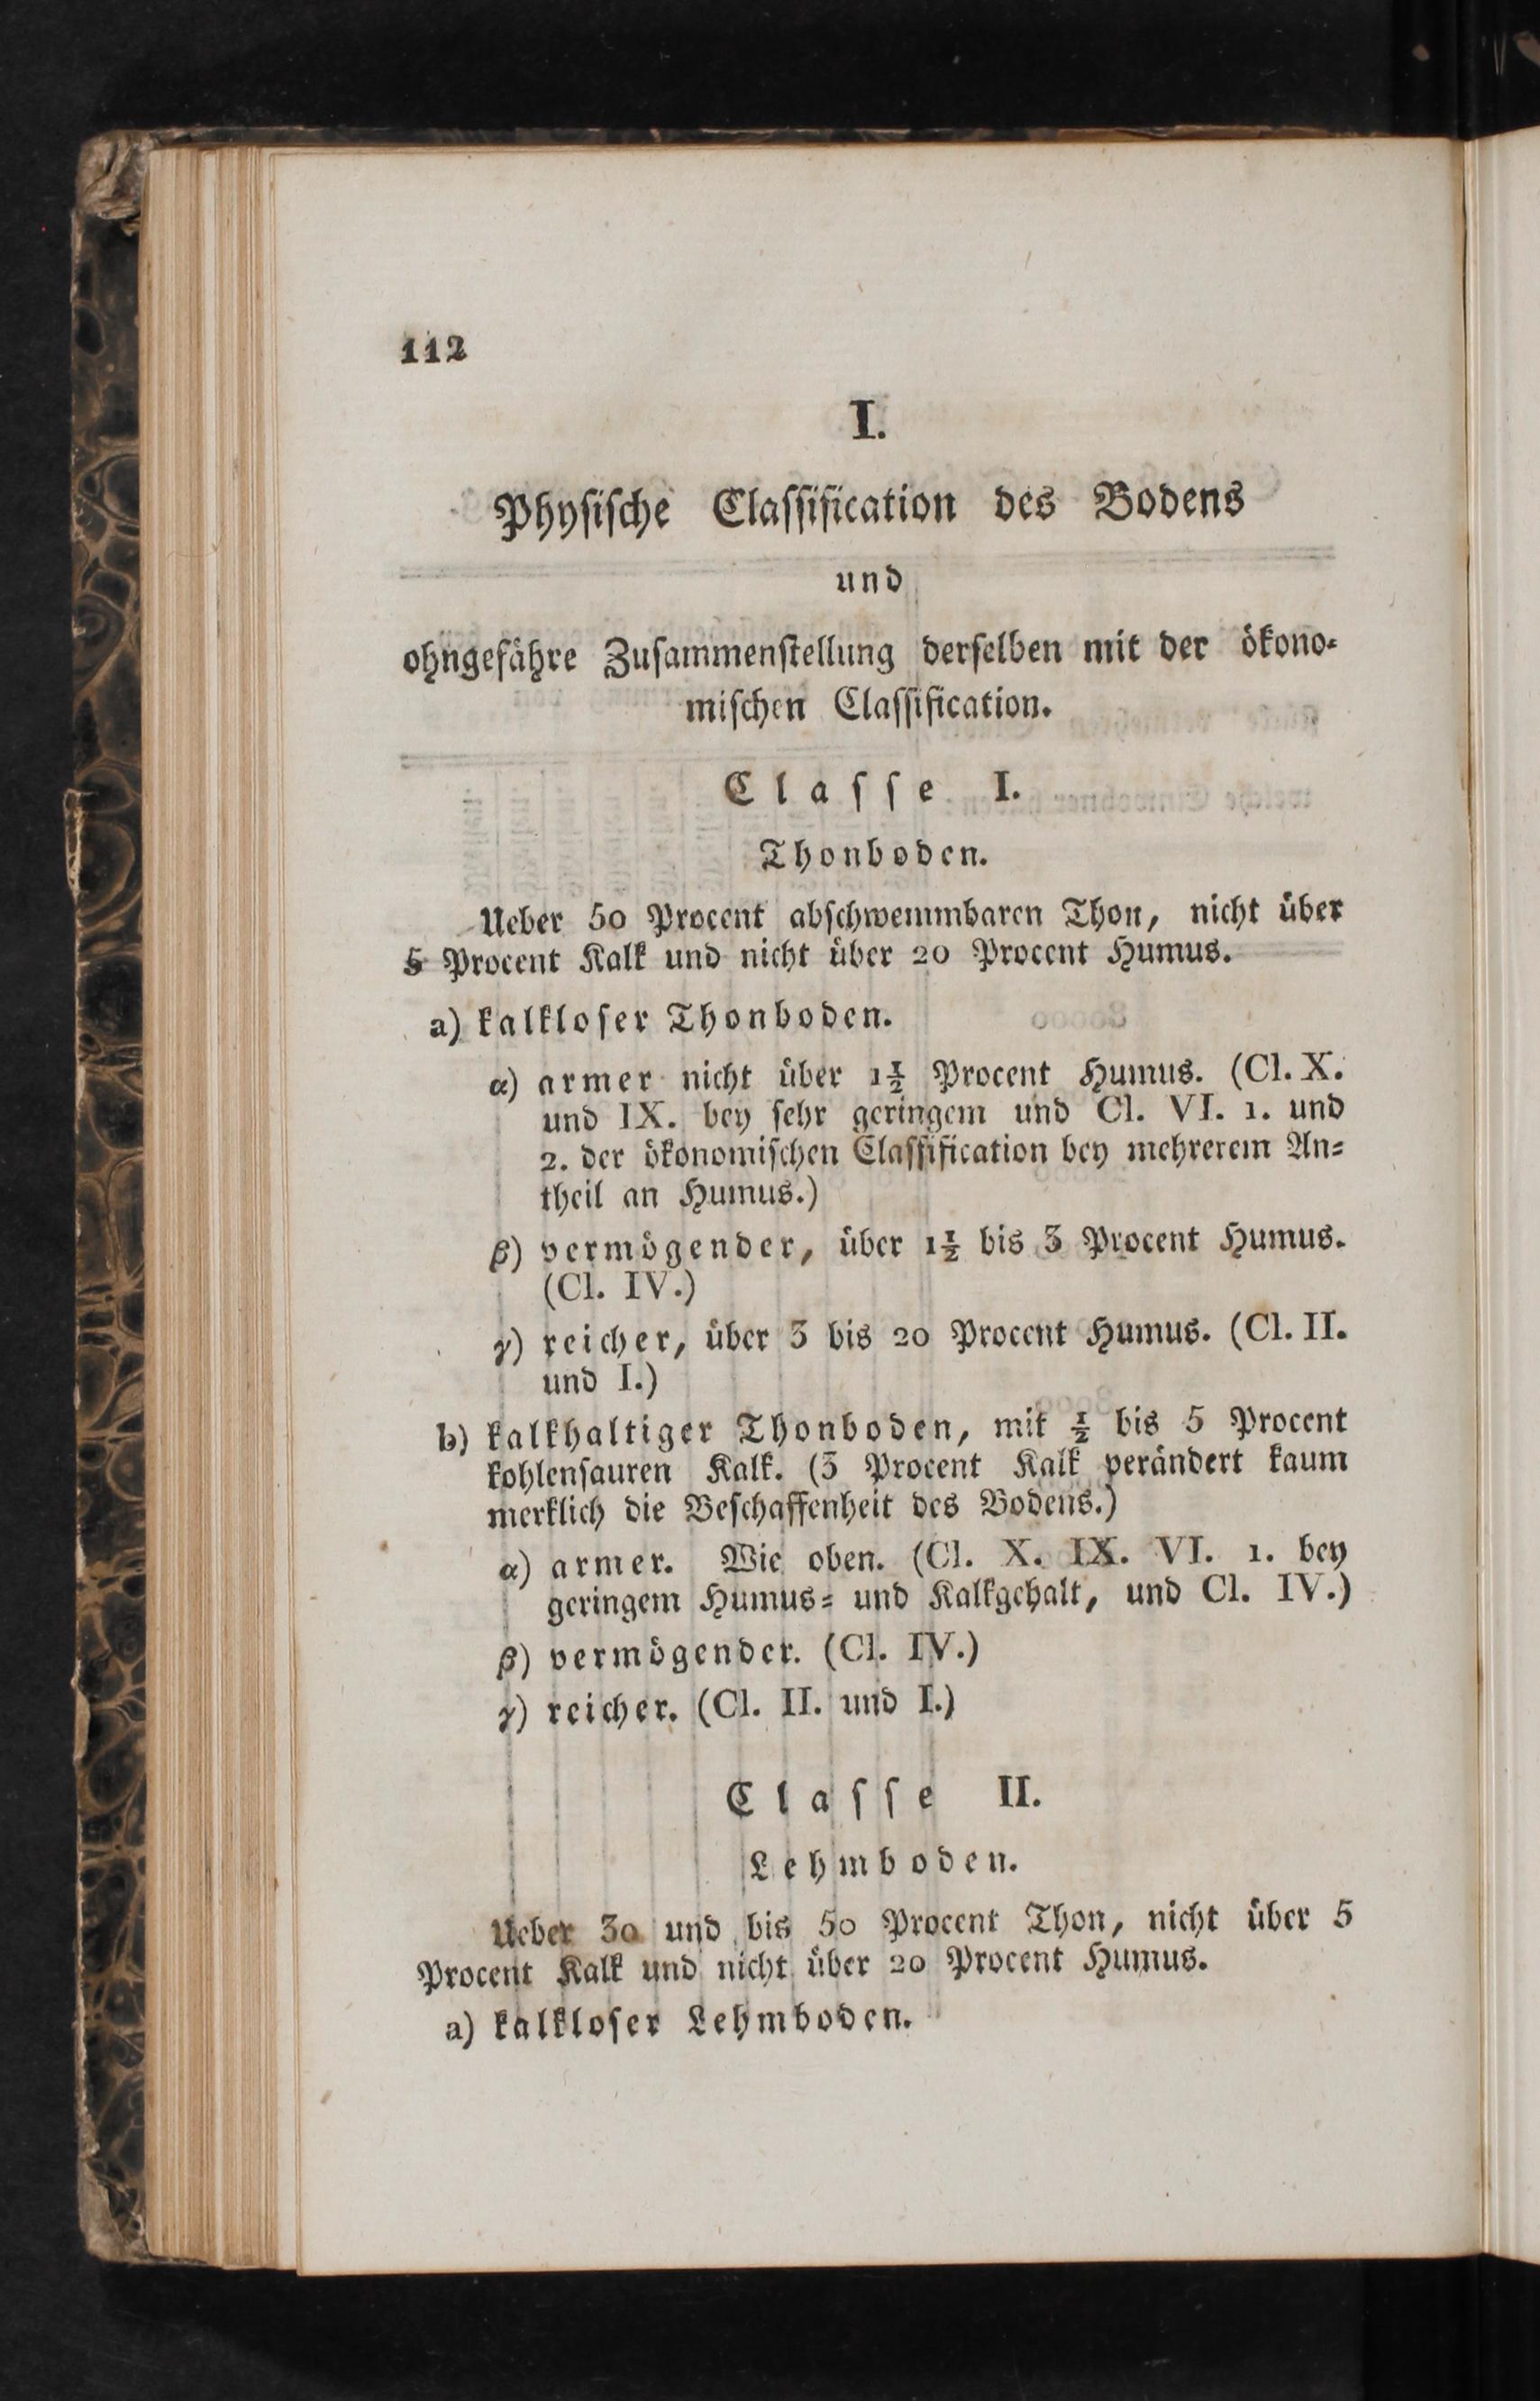 112
I.
Physische Classification des Bodens
und
ohngefähre Zusammenstellung derselben mit der ökono-
mischen Classification.
Classe I.
Thonboden.
Ueber 50 Procent abschwemmbaren Thon, nicht über
5 Procent Kalk und nicht über 20 Procent Humus.
a) kalkloser Thonboden.
α) armer nicht über 1½ Procent Humus. (Cl. X.
und IX. bey sehr geringem und Cl. VI. 1. und
2. der ökonomischen Classification bey mehrerem An-
theil an Humus.)
β) vermögender, über 1½ bis 3 Procent Humus.
(Cl. IV.)
γ) reicher, über 3 bis 20 Procent Humus. (Cl. II.
und I.)
b) kalkhaltiger Thonboden, mit ½ bis 5 Procent
kohlensauren Kalk. (3 Procent Kalk verändert kaum
merklich die Beschaffenheit des Bodens.)
α) armer. Wie oben. (Cl. X. IX. VI. 1. bey
geringem Humus- und Kalkgehalt, und Cl. IV.)
β) vermögender. (Cl. IV.)
γ) reicher. (Cl. II. und I.)
Classe II.
Lehmboden.
Ueber 30 und bis 50 Procent Thon, nicht über 5
Procent Kalk und nicht über 20 Procent Humus.
a) kalkloser Lehmboden.